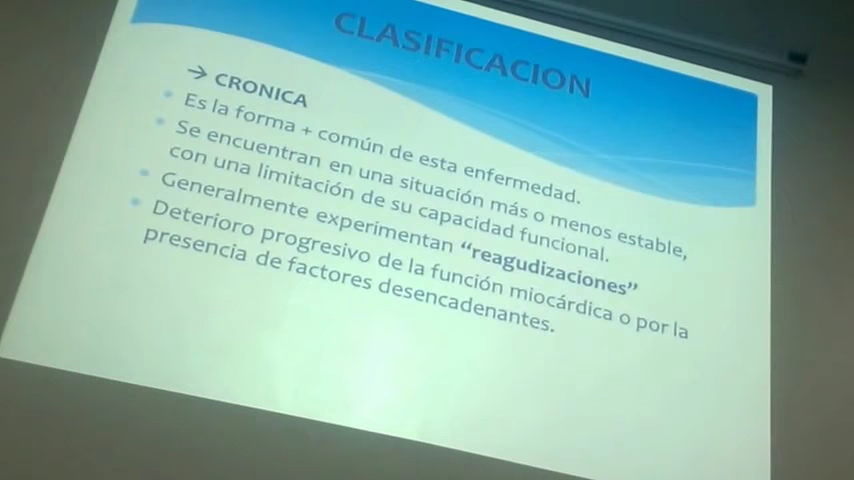 CLASIFICACION
→ CRONICA
Es la forma + común de esta enfermedad.
Se encuentran en una situación más o menos estable,
con una limitación de su capacidad funcional.
Generalmente experimentan “reagudizaciones”
Deterioro progresivo de la función miocárdica o por la
presencia de factores desencadenantes.